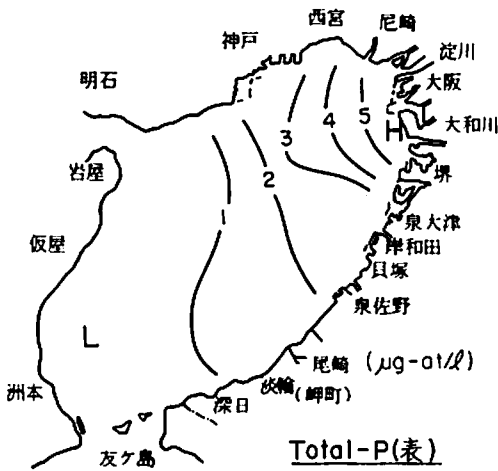 西宮
尼崎
神戸
淀川
大阪
明石
5
4
3
H
大和川
岩屋
堺
2
1
泉大津
岸和田
仮屋
貝塚
泉佐野
L
尾崎 (μg-at/ℓ)
淡輪(岬町)
洲本
深日
友ケ島
Total-P(表)